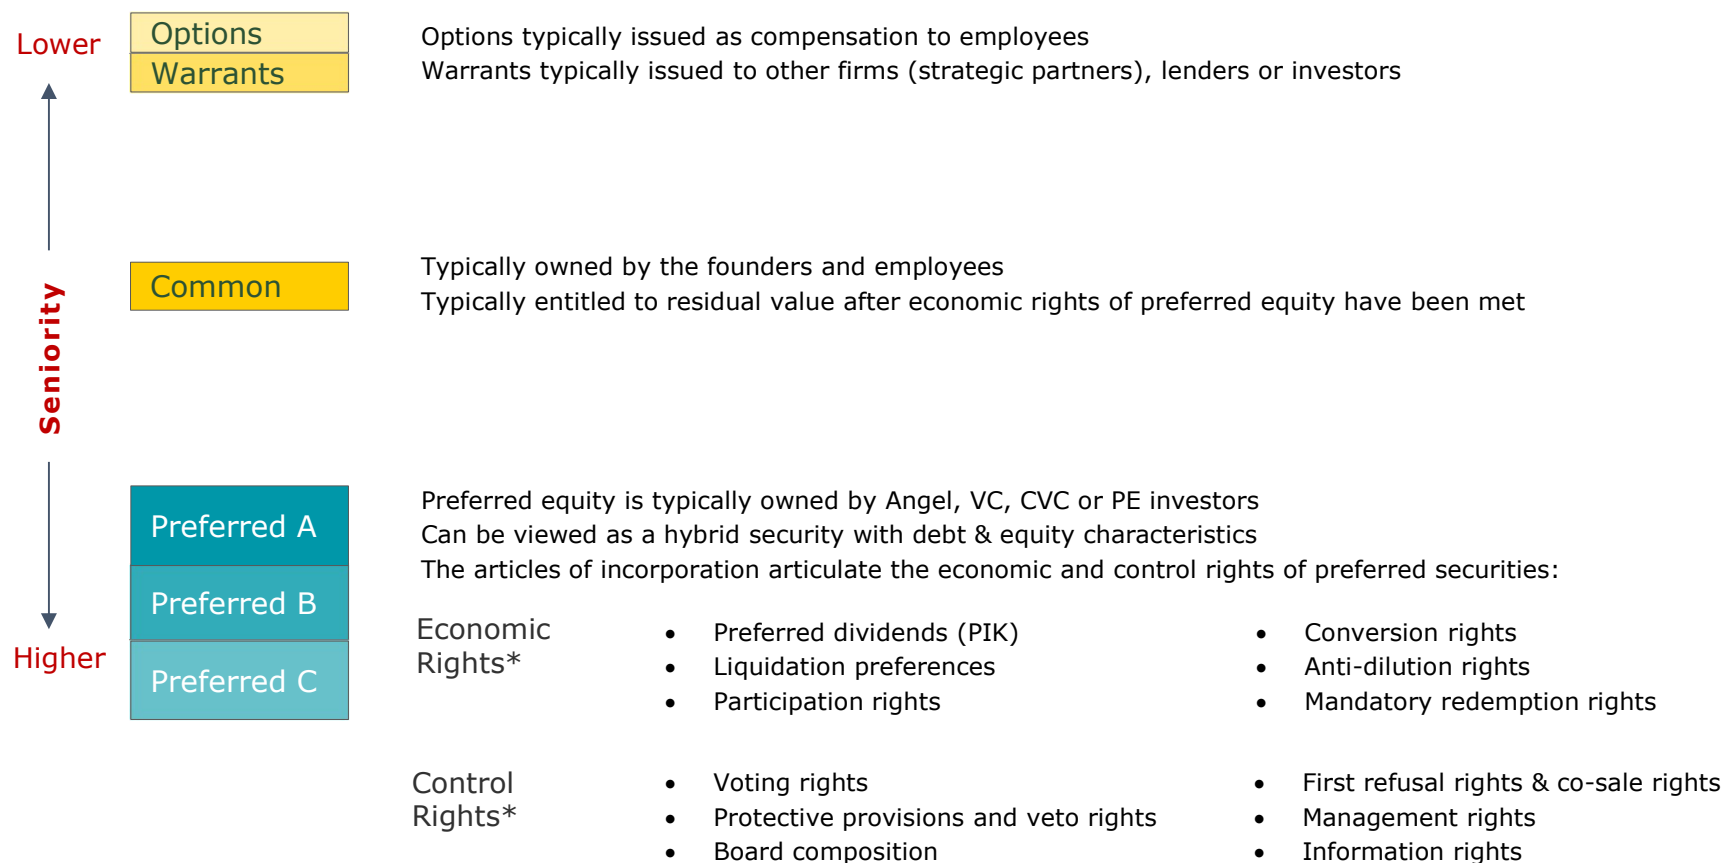 Lower
Options
Warrants
Options typically issued as compensation to employees
Warrants typically issued to other firms (strategic partners), lenders or investors
Seniority
Common
Typically owned by the founders and employees
Typically entitled to residual value after economic rights of preferred equity have been met
Higher
Preferred A
Preferred B
Preferred C
Preferred equity is typically owned by Angel, VC, CVC or PE investors
Can be viewed as a hybrid security with debt & equity characteristics
The articles of incorporation articulate the economic and control rights of preferred securities:
Economic
Rights*
• Preferred dividends (PIK)
• Liquidation preferences
• Participation rights
• Conversion rights
• Anti-dilution rights
• Mandatory redemption rights
Control
Rights*
• Voting rights
• Protective provisions and veto rights
• Board composition
• First refusal rights & co-sale rights
• Management rights
• Information rights